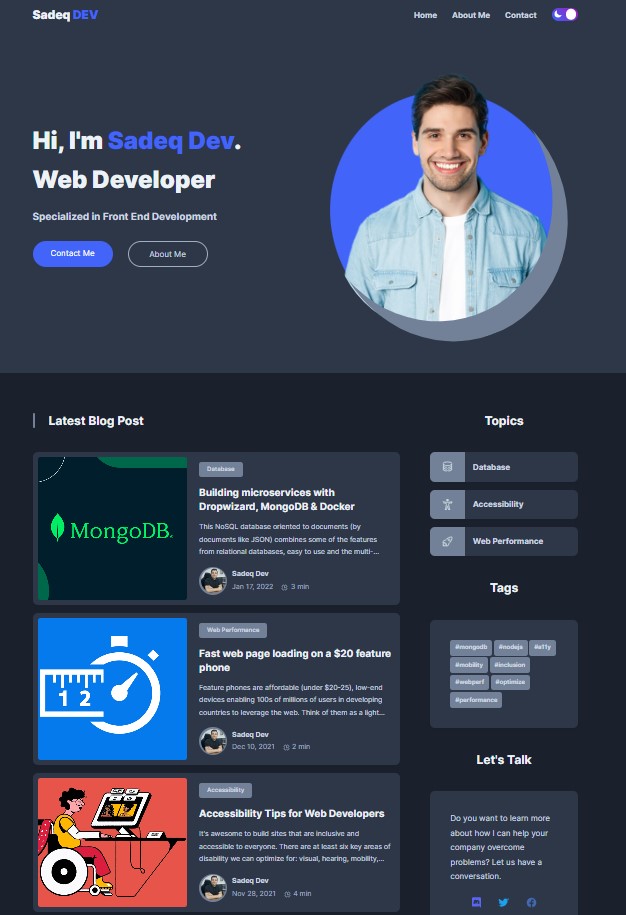 Sadeq DEV
Home About Me Contact
Hi, I'm Sadeq Dev.
Web Developer
Specialized in Front End Development
Contact Me About Me
Latest Blog Post
MongoDB.
Database
Building microservices with
Dropwizard, MongoDB & Docker
This NoSQL database oriented to documents (by
documents like JSON) combines some of the features
from relational databases, easy to use and the multi-...
Sadeq Dev
Jan 17, 2022 3 min
1 2
Web Performance
Fast web page loading on a $20 feature
phone
Feature phones are affordable (under $20-25), low-end
devices enabling 100s of millions of users in developing
countries to leverage the web. Think of them as a light...
Sadeq Dev
Dec 10, 2021 2 min
Accessibility
Accessibility Tips for Web Developers
It's awesome to build sites that are inclusive and
accessible to everyone. There are at least six key areas of
disability we can optimize for: visual, hearing, mobility,...
Sadeq Dev
Nov 28, 2021 4 min
Topics
Database
Accessibility
Web Performance
Tags
#mongodb #nodejs #a11y
#mobility #inclusion
#webperf #optimize
#performance
Let's Talk
Do you want to learn more
about how I can help your
company overcome
problems? Let us have a
conversation.